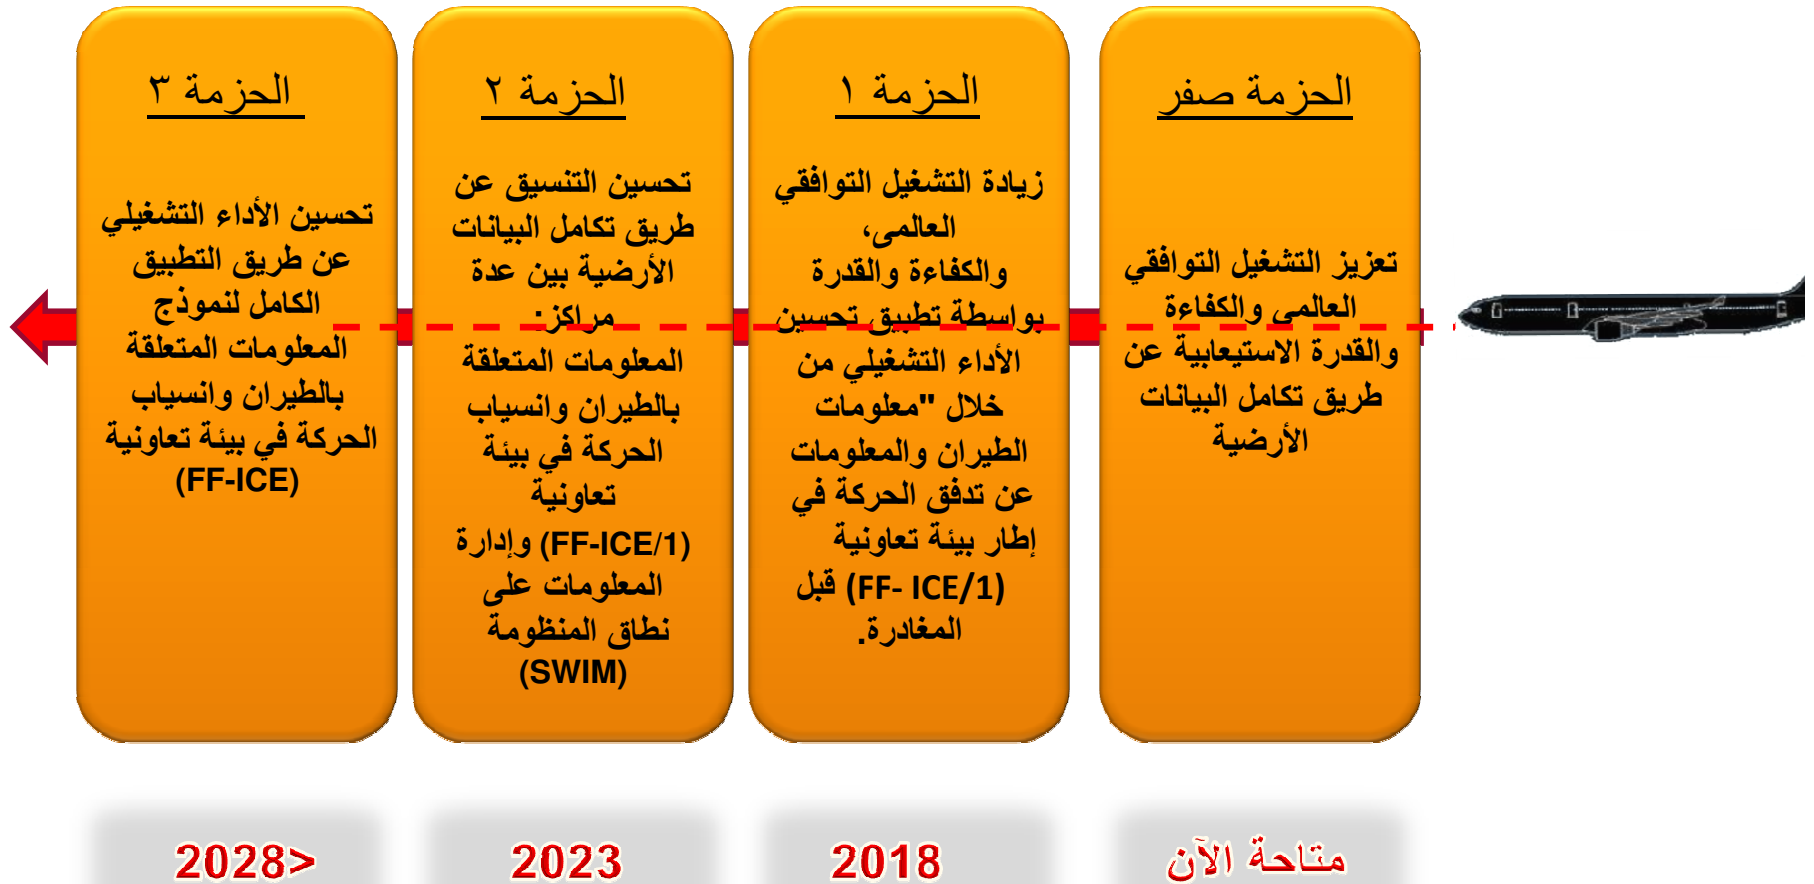 الحزمة صفر
تعزيز التشغيل التوافقي
العالمى والكفاءة
والقدرة الاستيعابية عن
طريق تكامل البيانات
الأرضية
متاحة الآن
الحزمة ١
زيادة التشغيل التوافقي
العالمى،
والكفاءة والقدرة
بواسطة تطبيق تحسين
الأداء التشغيلي من
خلال "معلومات
الطيران والمعلومات
عن تدفق الحركة في
إطار بيئة تعاونية
(FF- ICE/1) قبل
المغادرة.
2018
الحزمة ٢
تحسين التنسيق عن
طريق تكامل البيانات
الأرضية بين عدة
مراكز:
المعلومات المتعلقة
بالطيران وانسياب
الحركة في بيئة
تعاونية
(FF-ICE/1) وإدارة
المعلومات على
نطاق المنظومة
(SWIM)
2023
الحزمة ٣
تحسين الأداء التشغيلي
عن طريق التطبيق
الكامل لنموذج
المعلومات المتعلقة
بالطيران وانسياب
الحركة في بيئة تعاونية
(FF-ICE)
2028<